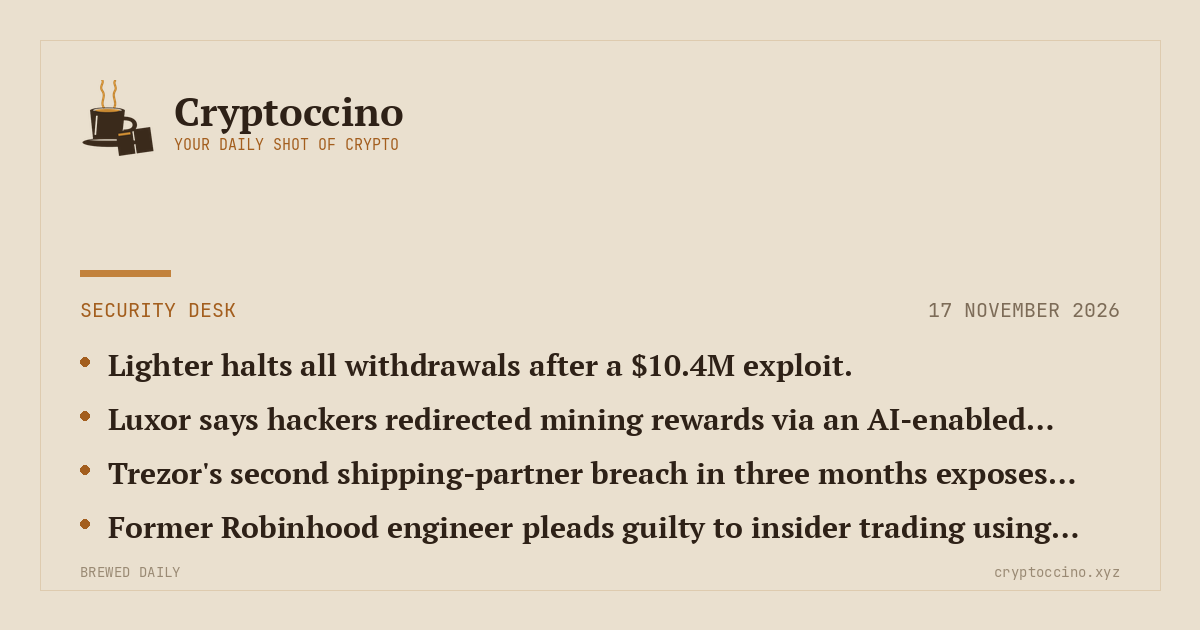 Cryptoccino
YOUR DAILY SHOT OF CRYPTO
SECURITY DESK
17 NOVEMBER 2026
Lighter halts all withdrawals after a $10.4M exploit.
Luxor says hackers redirected mining rewards via an AI-enabled...
Trezor's second shipping-partner breach in three months exposes...
Former Robinhood engineer pleads guilty to insider trading using...
BREWED DAILY
cryptoccino.xyz